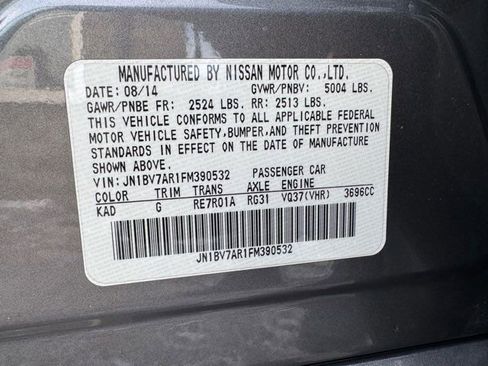 MANUFACTURED BY NISSAN MOTOR CO.,LTD.
DATE: 08/14 GVWR/PNBV: 5004 LBS.
GAWR/PNBE FR: 2524 LBS. RR: 2513 LBS.
THIS VEHICLE CONFORMS TO ALL APPLICABLE FEDERAL
MOTOR VEHICLE SAFETY,BUMPER,AND THEFT PREVENTION
STANDARDS IN EFFECT ON THE DATE OF MANUFACTURE
SHOWN ABOVE.
VIN: JN1BV7AR1FM390532 PASSENGER CAR
COLOR TRIM TRANS AXLE ENGINE
KAD G RE7R01A RG31 VQ37(VHR) 3696CC
JN1BV7AR1FM390532